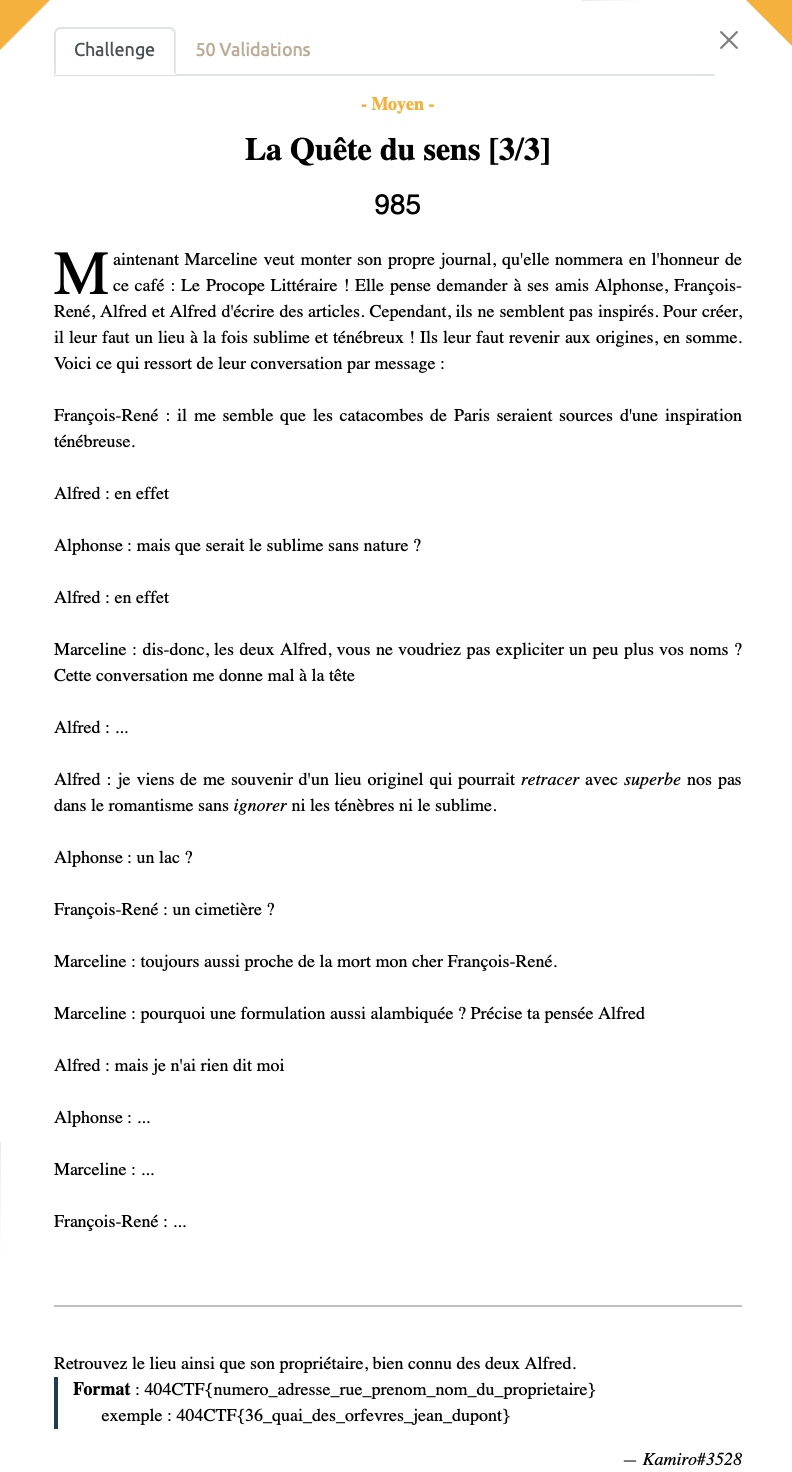 Challenge
50 Validations
- Moyen -
La Quête du sens [3/3]
985
Maintenant Marceline veut monter son propre journal, qu'elle nommera en l'honneur de
ce café : Le Procope Littéraire ! Elle pense demander à ses amis Alphonse, François-
René, Alfred et Alfred d'écrire des articles. Cependant, ils ne semblent pas inspirés. Pour créer,
il leur faut un lieu à la fois sublime et ténébreux ! Ils leur faut revenir aux origines, en somme.
Voici ce qui ressort de leur conversation par message :
François-René : il me semble que les catacombes de Paris seraient sources d'une inspiration
ténébreuse.
Alfred : en effet
Alphonse : mais que serait le sublime sans nature ?
Alfred : en effet
Marceline : dis-donc, les deux Alfred, vous ne voudriez pas expliciter un peu plus vos noms ?
Cette conversation me donne mal à la tête
Alfred : ...
Alfred : je viens de me souvenir d'un lieu originel qui pourrait retracer avec superbe nos pas
dans le romantisme sans ignorer ni les ténèbres ni le sublime.
Alphonse : un lac ?
François-René : un cimetière ?
Marceline : toujours aussi proche de la mort mon cher François-René.
Marceline : pourquoi une formulation aussi alambiquée ? Précise ta pensée Alfred
Alfred : mais je n'ai rien dit moi
Alphonse : ...
Marceline : ...
François-René : ...
Retrouvez le lieu ainsi que son propriétaire, bien connu des deux Alfred.
Format : 404CTF{numero_adresse_rue_prenom_nom_du_proprietaire}
exemple : 404CTF{36_quai_des_orfevres_jean_dupont}
— Kamiro#3528